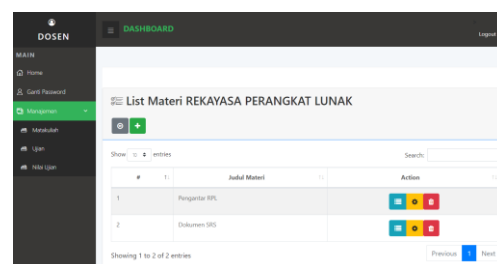 DOSEN
DASHBOARD
Logout
MAIN
Home
Ganti Password
Manajemen
Matakuliah
Ujian
Nilai Ujian
List Materi REKAYASA PERANGKAT LUNAK
Show 10 entries
Search:
# Judul Materi Action
1 Pengantar RPL
2 Dokumen SRS
Showing 1 to 2 of 2 entries
Previous 1 Next